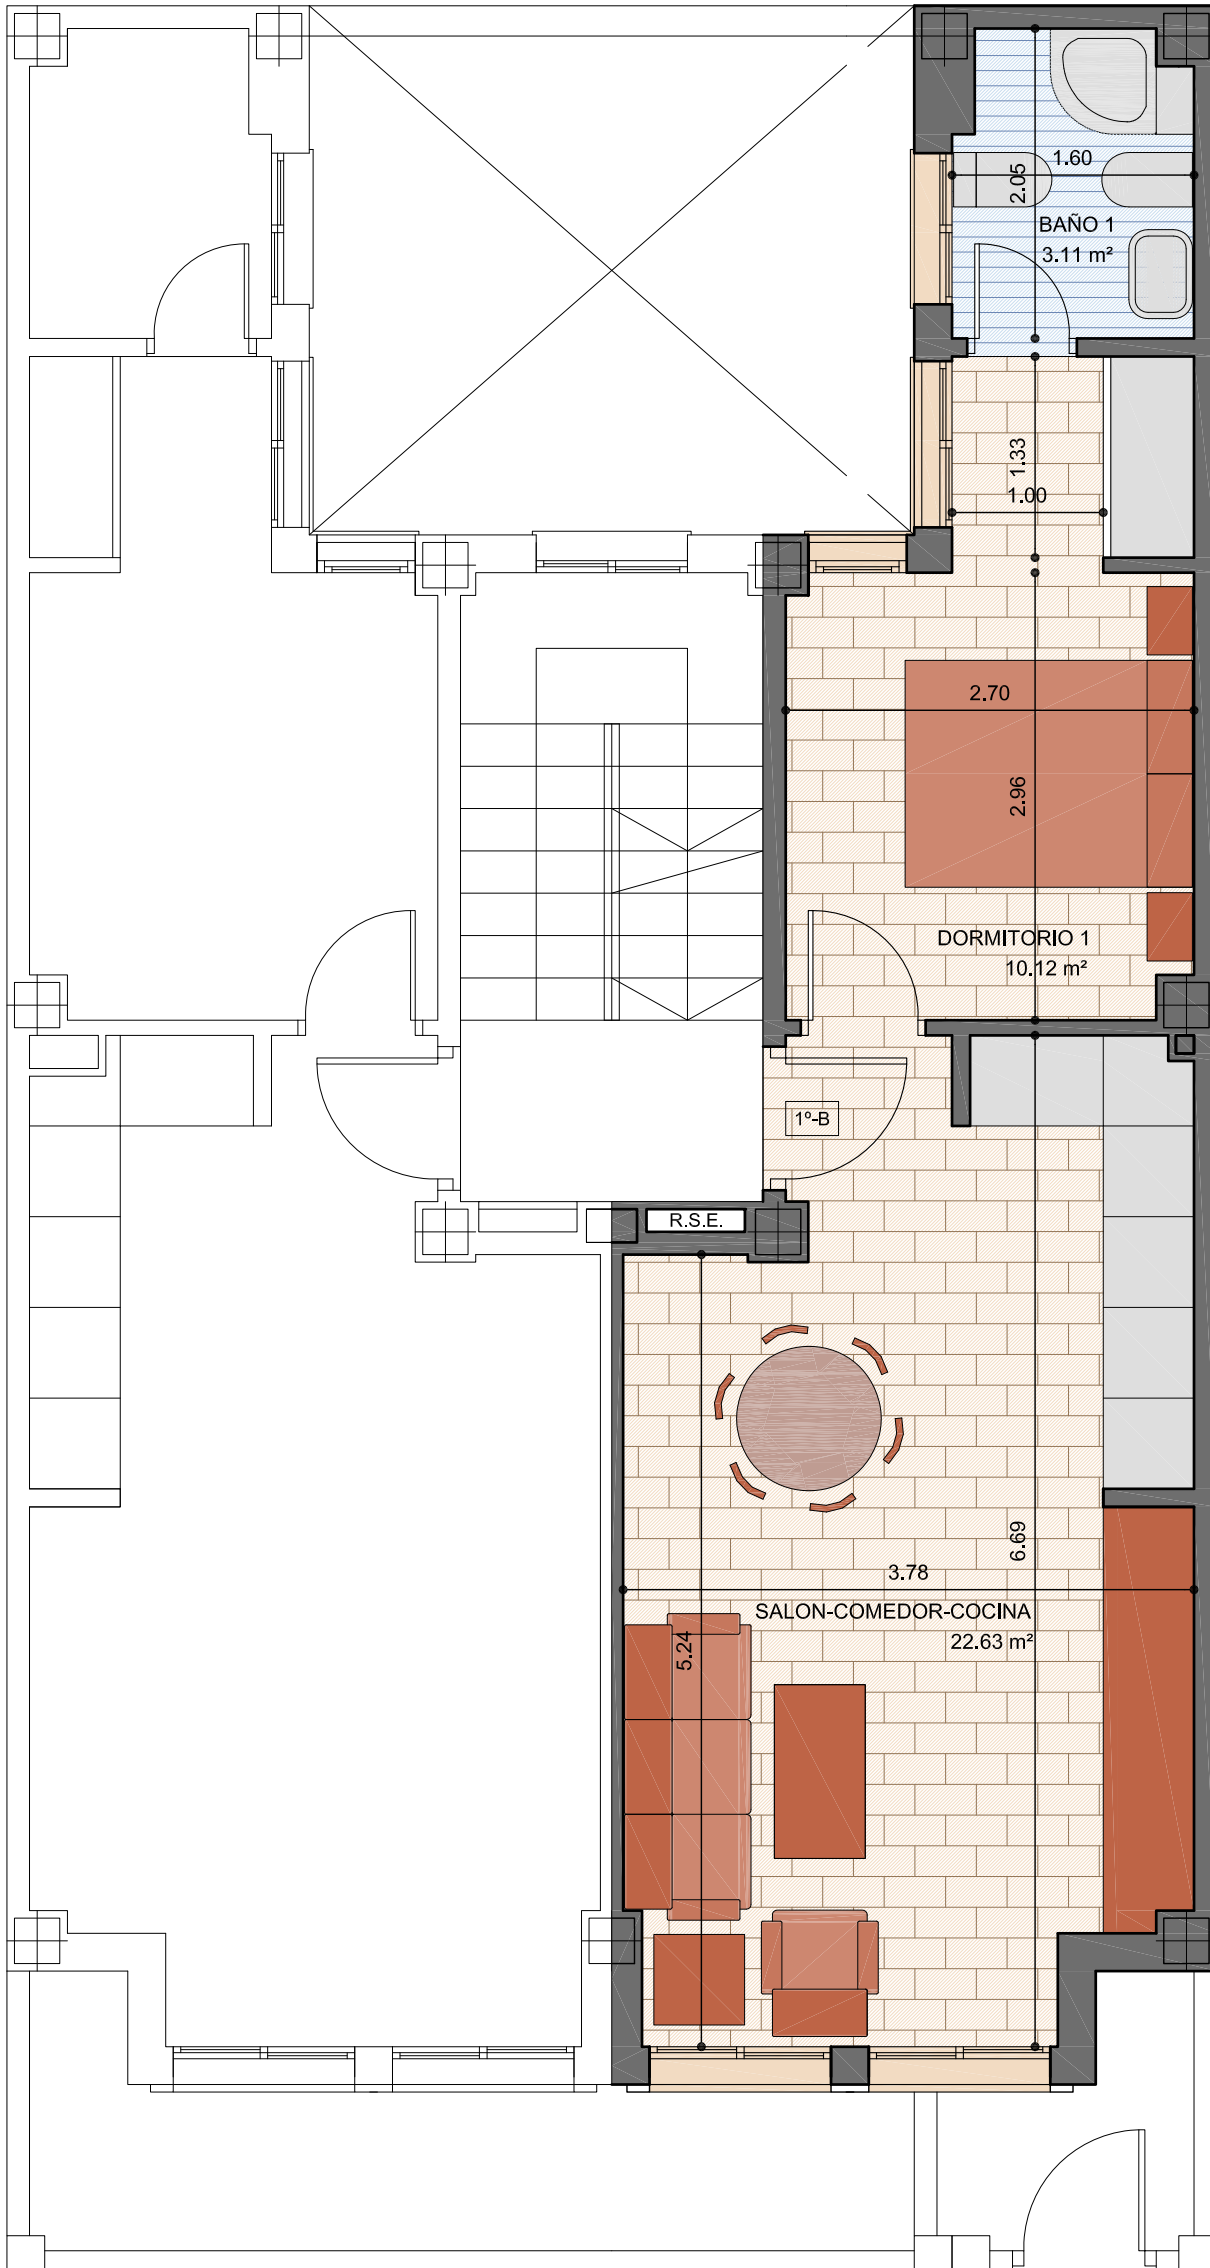 1.60
2.05
BAÑO 1
3.11 m²
1.33
1.00
2.70
2.96
DORMITORIO 1
10.12 m²
1º-B
R.S.E.
6.69
3.78
SALON-COMEDOR-COCINA
22.63 m²
5.24